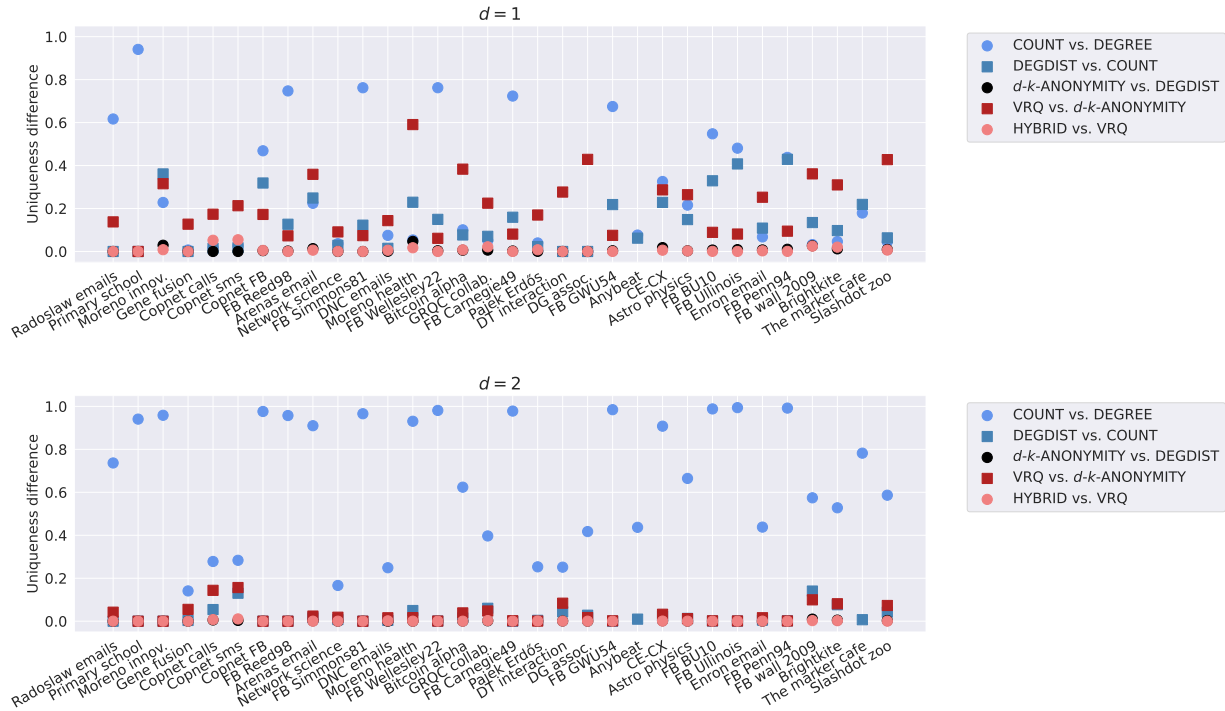 d = 1
Uniqueness difference
1.0
0.8
0.6
0.4
0.2
0.0
Radoslaw emails
Primary school
Moreno innov.
Gene fusion
Copnet calls
Copnet sms
Copnet FB
FB Reed98
Arenas email
Network science
FB Simmons81
DNC emails
Moreno health
FB Wellesley22
Bitcoin alpha
GRQC collab.
FB Carnegie49
Pajek Erdős
DT interaction
DG assoc.
FB GWU54
Anybeat
CE-CX
Astro physics
FB BU10
FB Ullinois
Enron email
FB Penn94
FB wall 2009
Brightkite
The marker cafe
Slashdot zoo
COUNT vs. DEGREE
DEGDIST vs. COUNT
d-k-ANONYMITY vs. DEGDIST
VRQ vs. d-k-ANONYMITY
HYBRID vs. VRQ
d = 2
Uniqueness difference
1.0
0.8
0.6
0.4
0.2
0.0
Radoslaw emails
Primary school
Moreno innov.
Gene fusion
Copnet calls
Copnet sms
Copnet FB
FB Reed98
Arenas email
Network science
FB Simmons81
DNC emails
Moreno health
FB Wellesley22
Bitcoin alpha
GRQC collab.
FB Carnegie49
Pajek Erdős
DT interaction
DG assoc.
FB GWU54
Anybeat
CE-CX
Astro physics
FB BU10
FB Ullinois
Enron email
FB Penn94
FB wall 2009
Brightkite
The marker cafe
Slashdot zoo
COUNT vs. DEGREE
DEGDIST vs. COUNT
d-k-ANONYMITY vs. DEGDIST
VRQ vs. d-k-ANONYMITY
HYBRID vs. VRQ